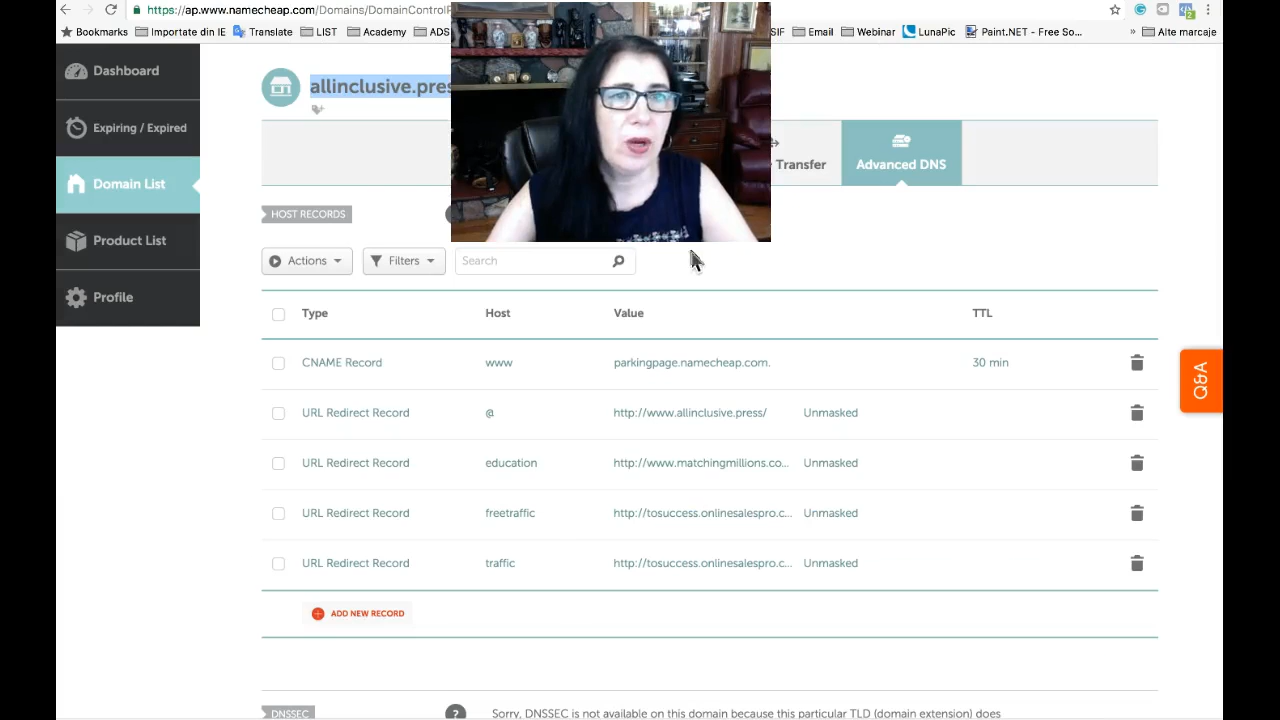 https://ap.www.namecheap.com/Domains/DomainControlP
Bookmarks Importate din IE Translate LIST Academy ADS SIF Email Webinar LunaPic Paint.NET - Free So... » Alte marcaje
Dashboard
Expiring / Expired
Domain List
Product List
Profile
allinclusive.pres
Transfer
Advanced DNS
HOST RECORDS
Actions Filters Search
Type Host Value TTL
CNAME Record www parkingpage.namecheap.com. 30 min
URL Redirect Record @ http://www.allinclusive.press/ Unmasked
URL Redirect Record education http://www.matchingmillions.co... Unmasked
URL Redirect Record freetraffic http://tosuccess.onlinesalespro.c... Unmasked
URL Redirect Record traffic http://tosuccess.onlinesalespro.c... Unmasked
ADD NEW RECORD
Q&A
DNSSEC ? Sorry, DNSSEC is not available on this domain because this particular TLD (domain extension) does